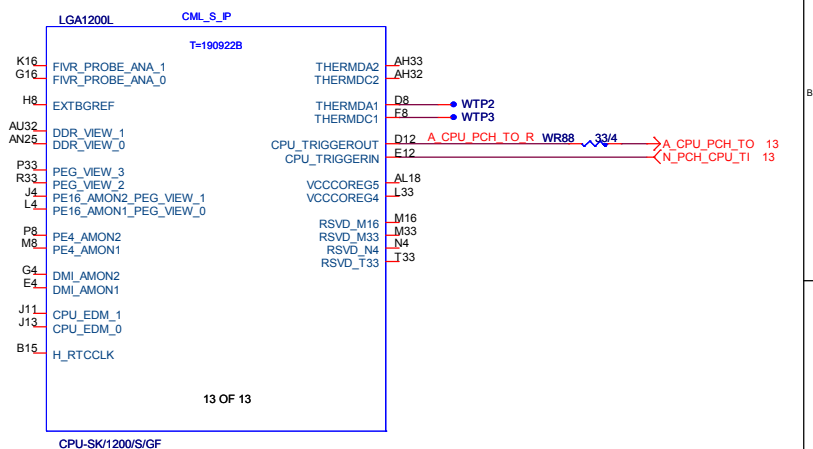 LGA1200L CML_S_IP
T=190922B
K16 FIVR_PROBE_ANA_1 THERMDA2 AH33
G16 FIVR_PROBE_ANA_0 THERMDC2 AH32
H8 EXTBGREF THERMDA1 D8 WTP2
THERMDC1 F8 WTP3
B
AU32 DDR_VIEW_1
AN25 DDR_VIEW_0 CPU_TRIGGEROUT D12 A_CPU_PCH_TO_R WR88 33/4 A_CPU_PCH_TO 13
CPU_TRIGGERIN E12 N_PCH_CPU_TI 13
P33 PEG_VIEW_3
R33 PEG_VIEW_2 VCCCOREG5 AL18
J4 PE16_AMON2_PEG_VIEW_1 VCCCOREG4 L33
L4 PE16_AMON1_PEG_VIEW_0
RSVD_M16 M16
P8 PE4_AMON2 RSVD_M33 M33
M8 PE4_AMON1 RSVD_N4 N4
RSVD_T33 T33
G4 DMI_AMON2
E4 DMI_AMON1
J11 CPU_EDM_1
J13 CPU_EDM_0
B15 H_RTCCLK
13 OF 13
CPU-SK/1200/S/GF